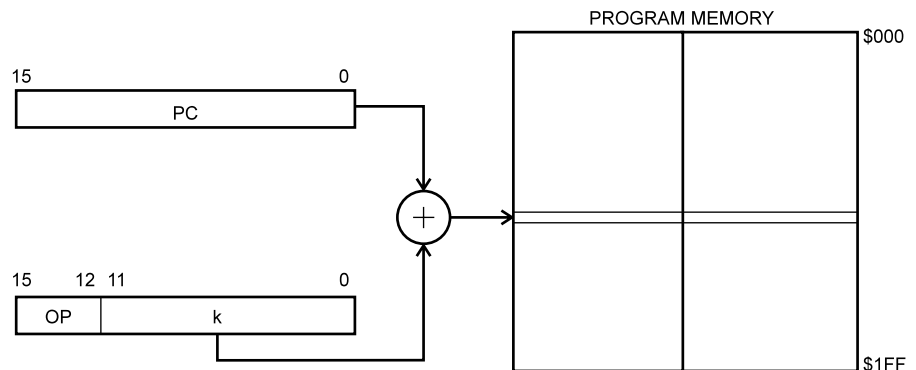 PROGRAM MEMORY
$000
15 0
PC
+
15 12 11 0
OP k
$1FF